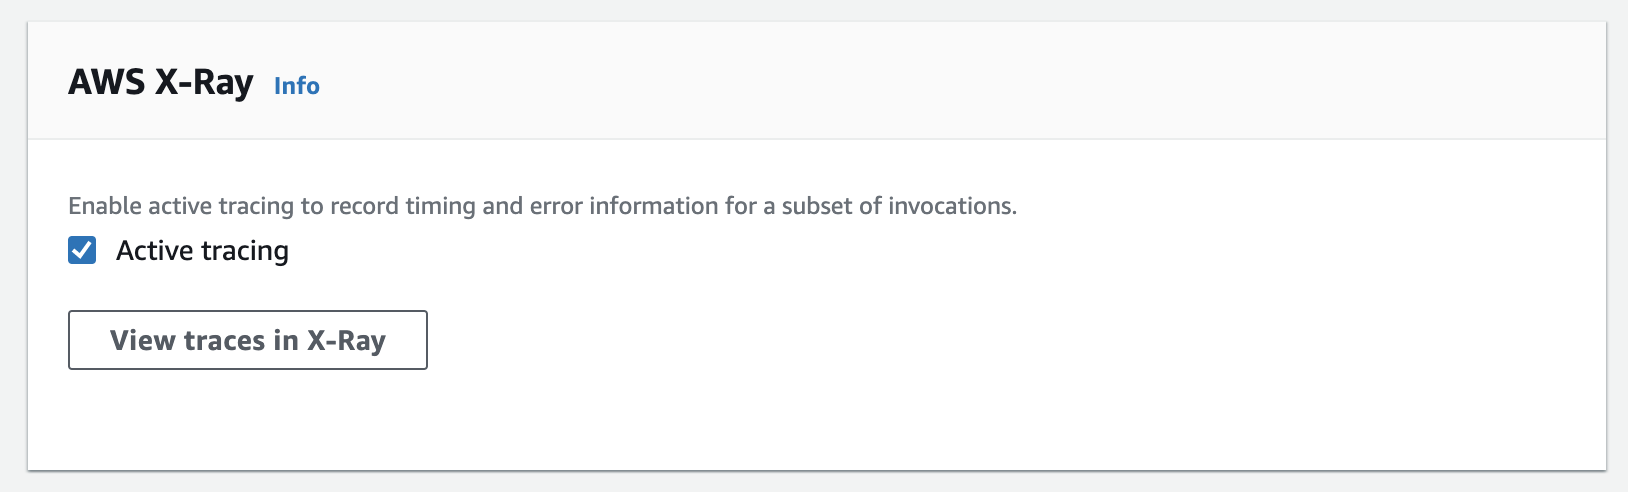 AWS X-Ray Info
Enable active tracing to record timing and error information for a subset of invocations.
Active tracing
View traces in X-Ray